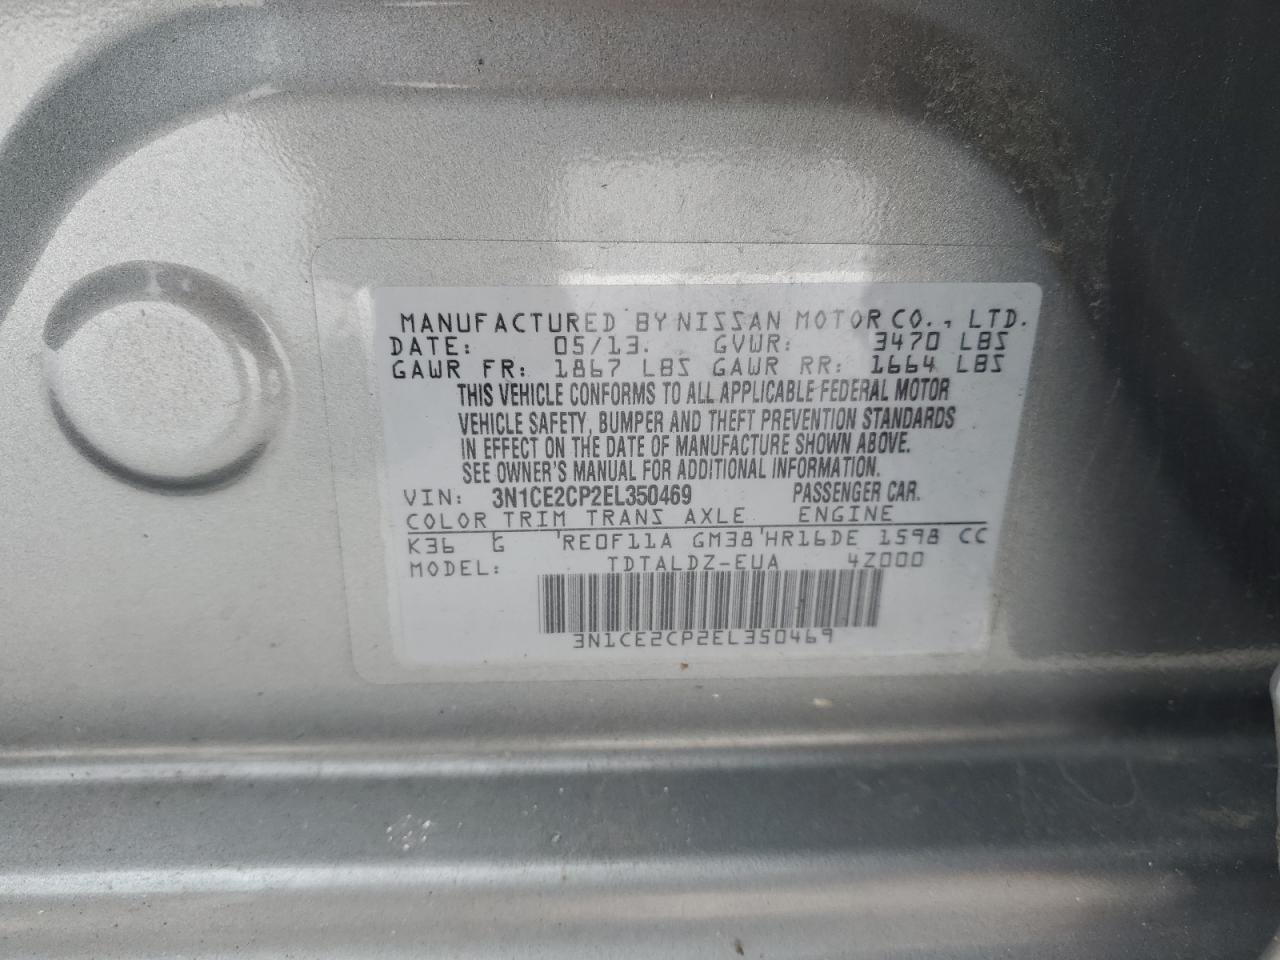 MANUFACTURED BY NISSAN MOTOR CO., LTD.
DATE: 05/13. GVWR: 3470 LBS
GAWR FR: 1867 LBS GAWR RR: 1664 LBS
THIS VEHICLE CONFORMS TO ALL APPLICABLE FEDERAL MOTOR
VEHICLE SAFETY, BUMPER AND THEFT PREVENTION STANDARDS
IN EFFECT ON THE DATE OF MANUFACTURE SHOWN ABOVE.
SEE OWNER'S MANUAL FOR ADDITIONAL INFORMATION.
VIN: 3N1CE2CP2EL350469 PASSENGER CAR.
COLOR TRIM TRANS AXLE ENGINE
K36 G RE0F11A GM38 HR16DE 1598 CC
MODEL: TDTALDZ-EUA 4Z000
3N1CE2CP2EL350469